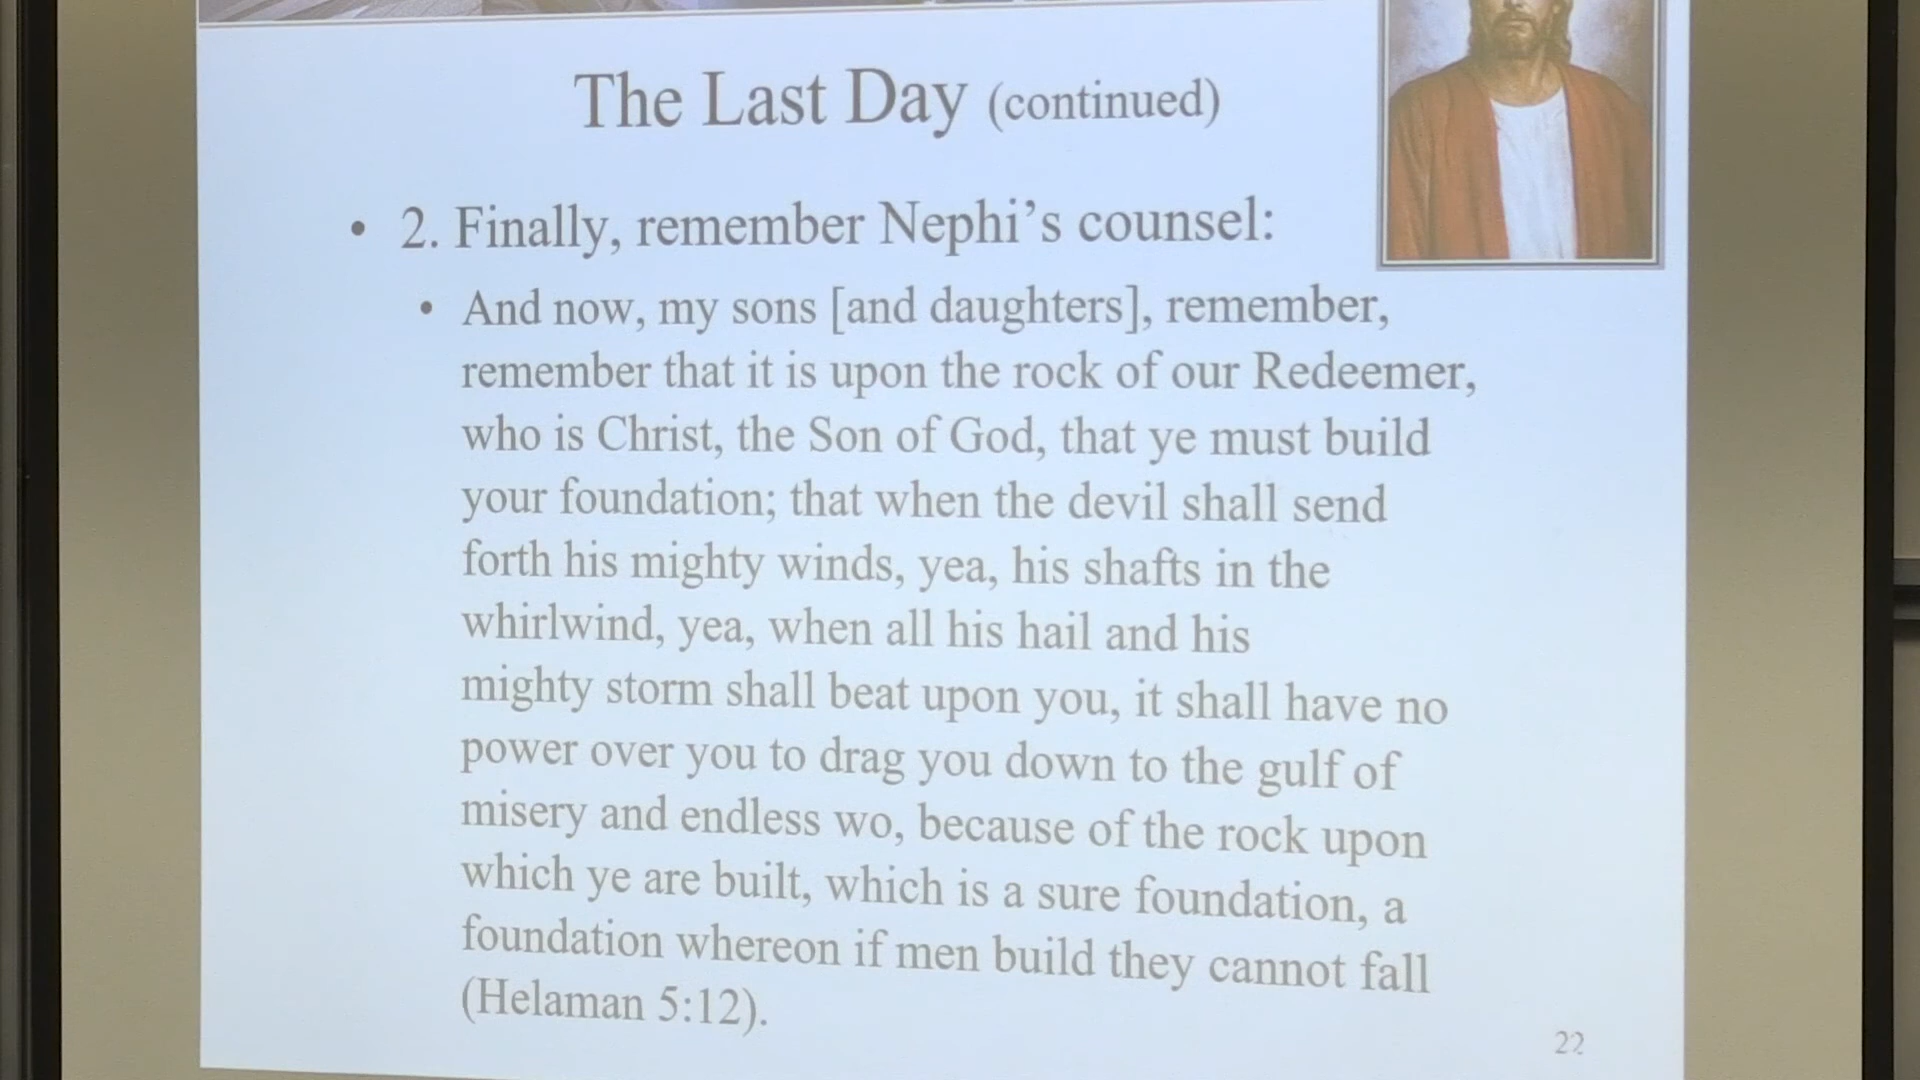 The Last Day (continued)
• 2. Finally, remember Nephi’s counsel:
• And now, my sons [and daughters], remember,
remember that it is upon the rock of our Redeemer,
who is Christ, the Son of God, that ye must build
your foundation; that when the devil shall send
forth his mighty winds, yea, his shafts in the
whirlwind, yea, when all his hail and his
mighty storm shall beat upon you, it shall have no
power over you to drag you down to the gulf of
misery and endless wo, because of the rock upon
which ye are built, which is a sure foundation, a
foundation whereon if men build they cannot fall
(Helaman 5:12).
22